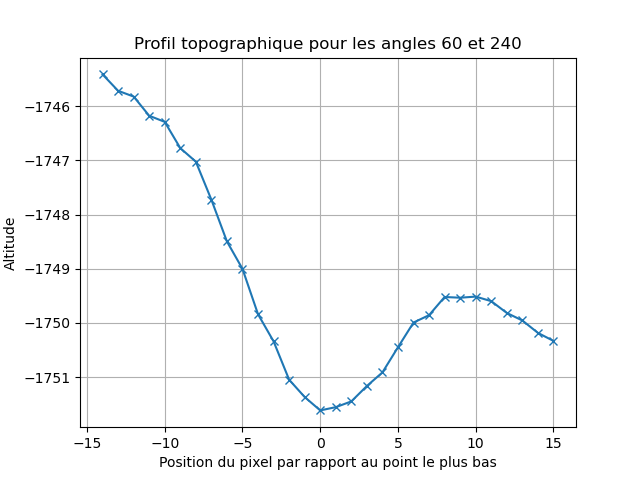 Profil topographique pour les angles 60 et 240
−1746
−1747
−1748
−1749
−1750
−1751
Altitude
−15 −10 −5 0 5 10 15
Position du pixel par rapport au point le plus bas